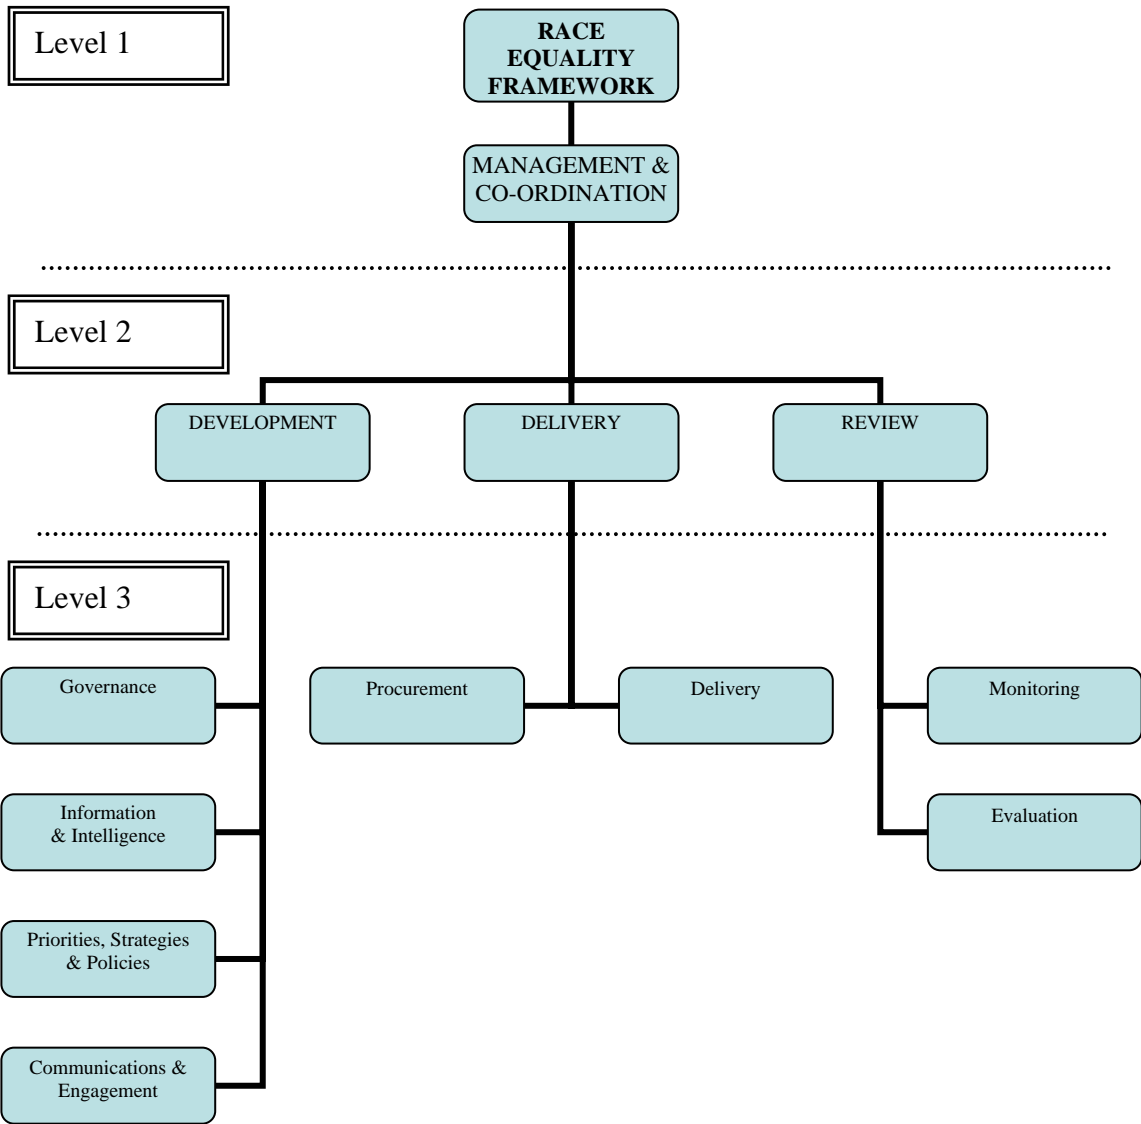 Level 1
RACE
EQUALITY
FRAMEWORK
MANAGEMENT &
CO-ORDINATION
Level 2
DEVELOPMENT
DELIVERY
REVIEW
Level 3
Governance
Procurement
Delivery
Monitoring
Information
& Intelligence
Evaluation
Priorities, Strategies
& Policies
Communications &
Engagement